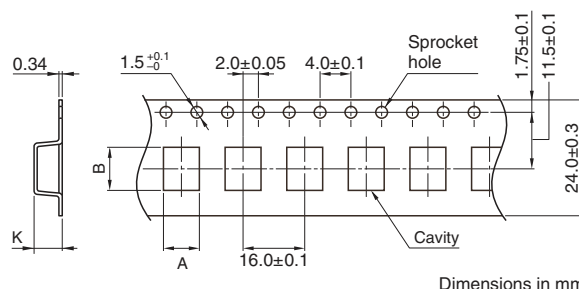 0.34
1.5 +0.1 −0
2.0±0.05
4.0±0.1
Sprocket
hole
1.75±0.1
11.5±0.1
24.0±0.3
B
K
A
16.0±0.1
Cavity
Dimensions in mm